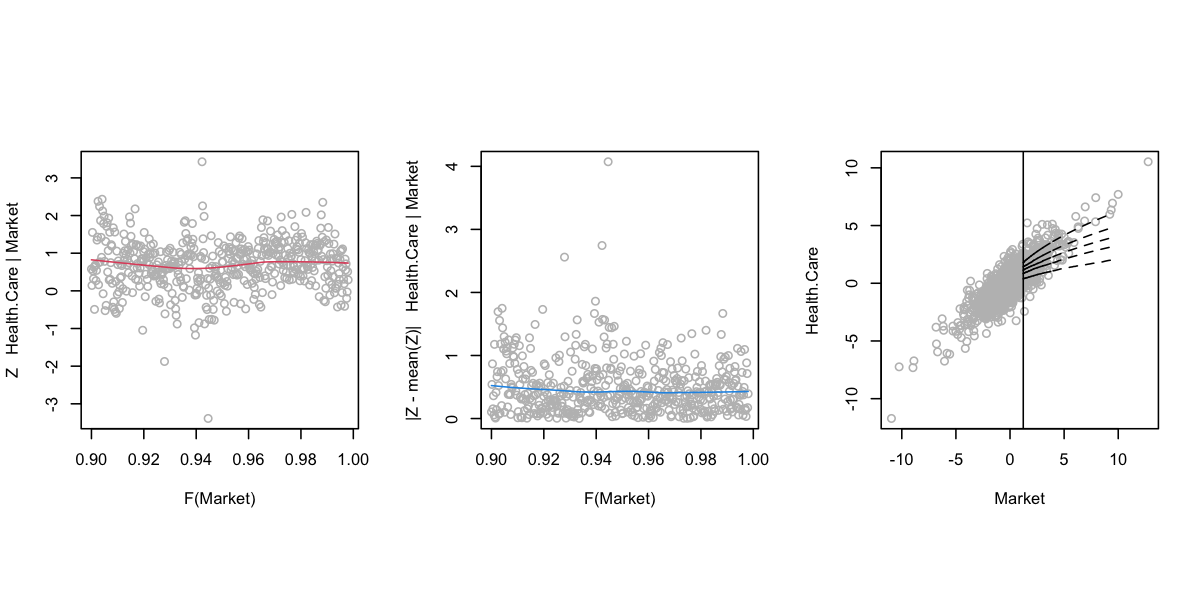 Z   Health.Care | Market
3
2
1
0
-1
-2
-3
0.90 0.92 0.94 0.96 0.98 1.00
F(Market)
|Z - mean(Z)|   Health.Care | Market
4
3
2
1
0
0.90 0.92 0.94 0.96 0.98 1.00
F(Market)
Health.Care
10
5
0
-5
-10
-10 -5 0 5 10
Market